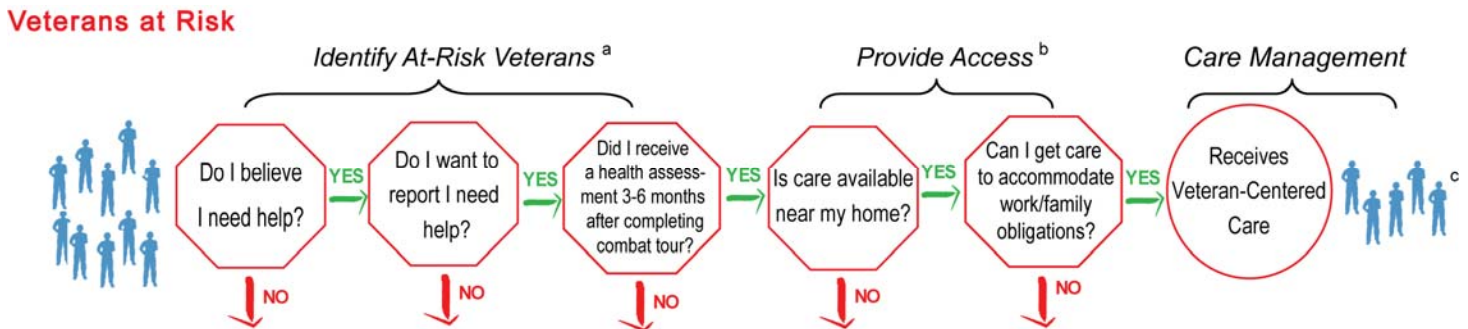 Veterans at Risk
Identify At-Risk Veterans a
Provide Access b
Care Management
Do I believe
I need help?
YES
Do I want to
report I need
help?
YES
Did I receive
a health assess-
ment 3-6 months
after completing
combat tour?
YES
Is care available
near my home?
YES
Can I get care
to accommodate
work/family
obligations?
YES
Receives
Veteran-Centered
Care
c
NO
NO
NO
NO
NO